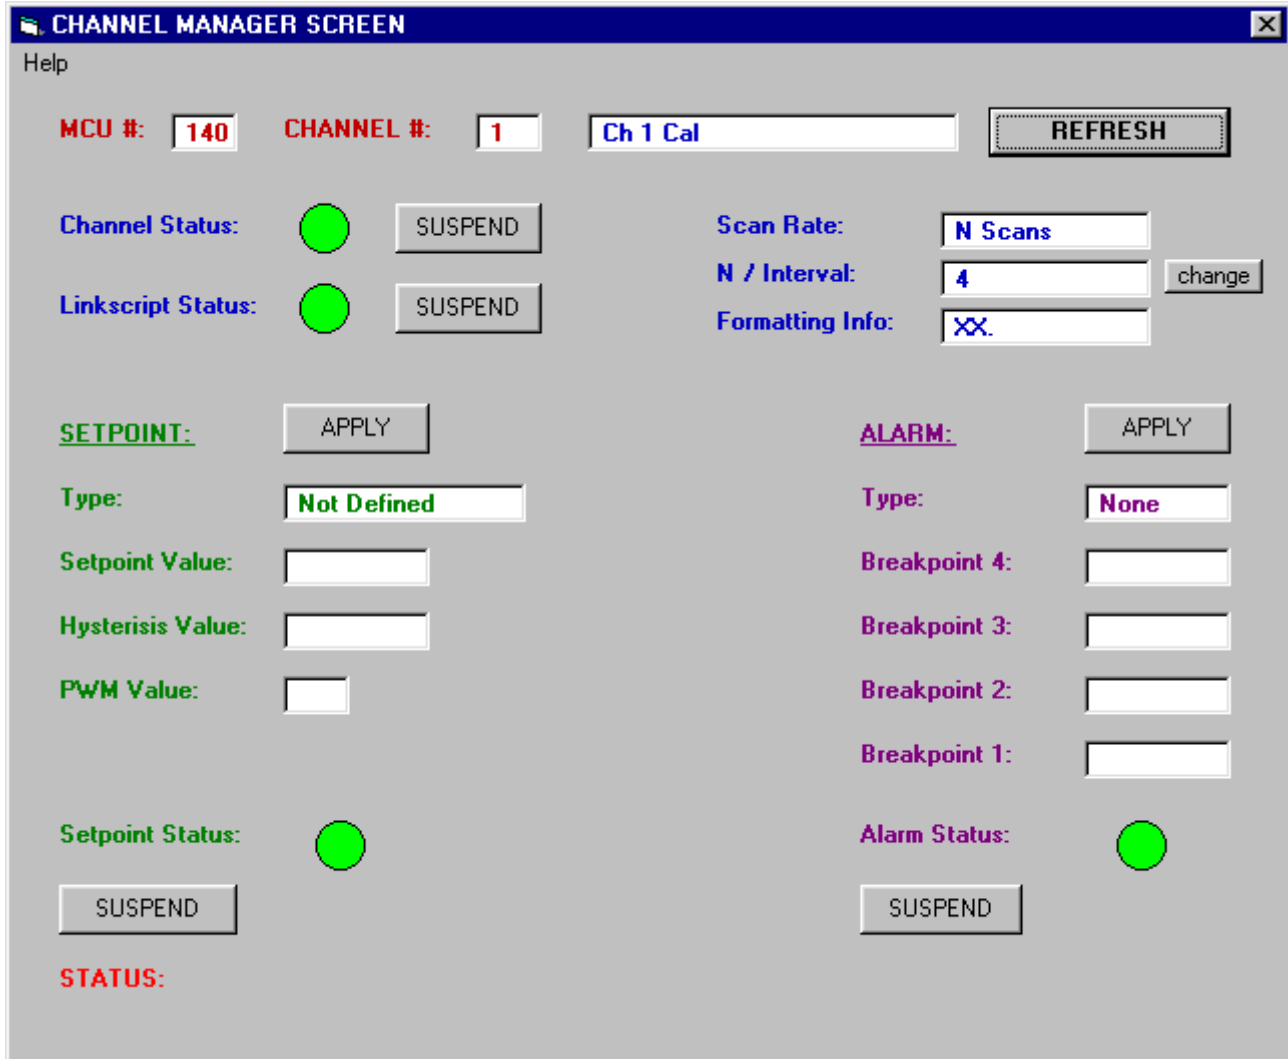 CHANNEL MANAGER SCREEN
Help
MCU #: 140 CHANNEL #: 1 Ch 1 Cal REFRESH
Channel Status: SUSPEND Scan Rate: N Scans
N / Interval: 4 change
Linkscript Status: SUSPEND
Formatting Info: XX.
SETPOINT: APPLY ALARM: APPLY
Type: Not Defined Type: None
Setpoint Value: Breakpoint 4:
Hysterisis Value: Breakpoint 3:
PWM Value: Breakpoint 2:
Breakpoint 1:
Setpoint Status: Alarm Status:
SUSPEND SUSPEND
STATUS: